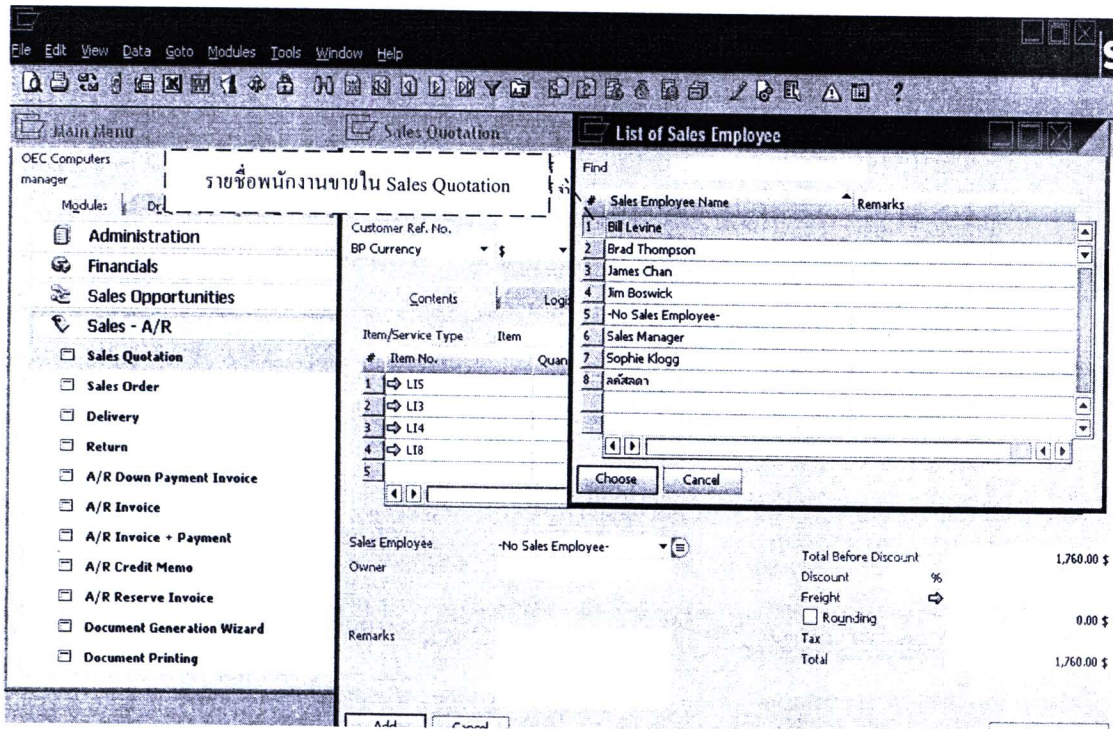 File Edit View Data Goto Modules Tools Window Help
Main Menu
OEC Computers
manager
Modules
Administration
Financials
Sales Opportunities
Sales - A/R
Sales Quotation
Sales Order
Delivery
Return
A/R Down Payment Invoice
A/R Invoice
A/R Invoice + Payment
A/R Credit Memo
A/R Reserve Invoice
Document Generation Wizard
Document Printing
Sales Quotation
รายชื่อพนักงานขายใน Sales Quotation
Customer Ref. No.
BP Currency $
Contents
Item/Service Type Item
# Item No.
1 LI5
2 LI3
3 LI4
4 LI8
5
Sales Employee -No Sales Employee-
Owner
Remarks
Total Before Discount 1,760.00 $
Discount %
Freight
Rounding 0.00 $
Tax
Total 1,760.00 $
Add Cancel
List of Sales Employee
Find
# Sales Employee Name Remarks
1 Bill Levine
2 Brad Thompson
3 James Chan
4 Jim Boswick
5 -No Sales Employee-
6 Sales Manager
7 Sophie Klogg
8 ลดัสลดา
Choose Cancel